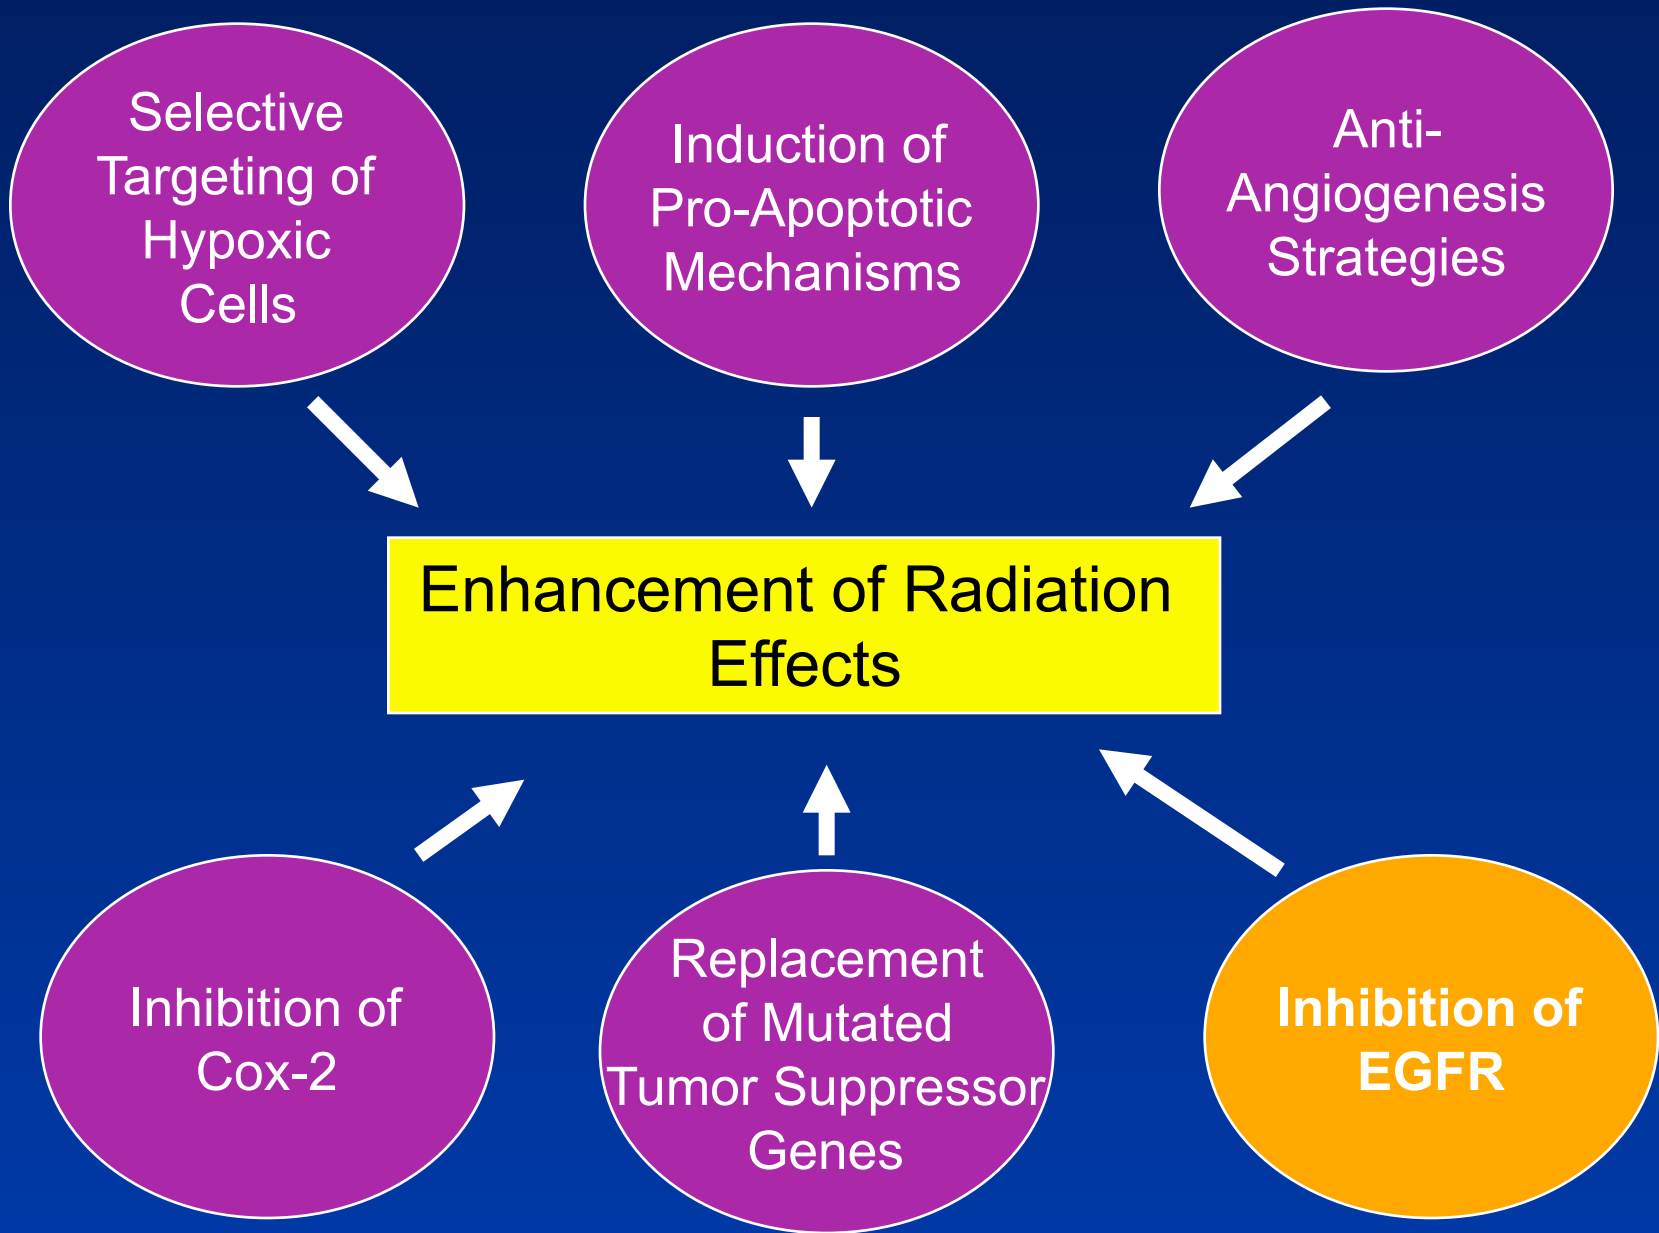 Selective
Targeting of
Hypoxic
Cells
Induction of
Pro-Apoptotic
Mechanisms
Anti-
Angiogenesis
Strategies
Enhancement of Radiation
Effects
Inhibition of
Cox-2
Replacement
of Mutated
Tumor Suppressor
Genes
Inhibition of
EGFR